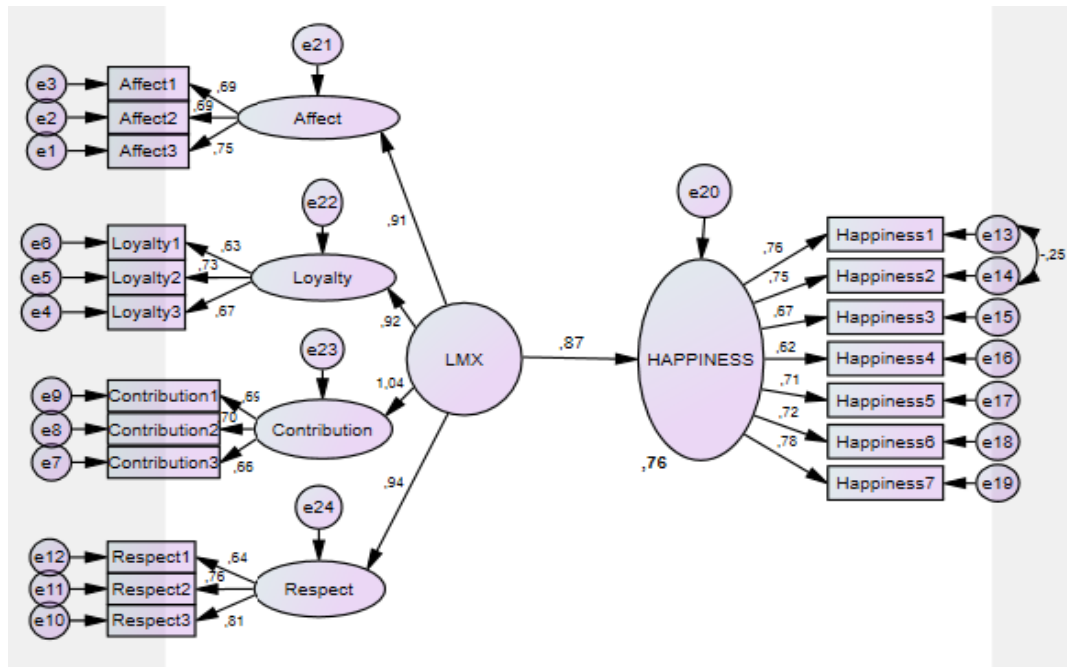 e21
e3 Affect1 ,69
e2 Affect2 ,69 Affect
e1 Affect3 ,75
e22
e6 Loyalty1 ,63
e5 Loyalty2 ,73 Loyalty
e4 Loyalty3 ,67
e23
e9 Contribution1 ,69
e8 Contribution2 ,70 Contribution
e7 Contribution3 ,66
e24
e12 Respect1 ,64
e11 Respect2 ,76 Respect
e10 Respect3 ,81
,91
,92
1,04
,94
LMX
,87
e20
HAPPINESS
,76
,76 Happiness1 e13
,75 Happiness2 e14
-,25
,67 Happiness3 e15
,62 Happiness4 e16
,71 Happiness5 e17
,72 Happiness6 e18
,78 Happiness7 e19